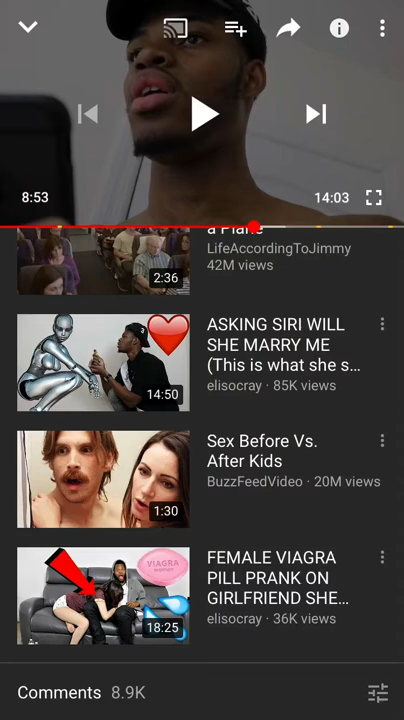 8:53
14:03
a Plane
LifeAccordingToJimmy
42M views
2:36
ASKING SIRI WILL
SHE MARRY ME
(This is what she s...
elisocray · 85K views
14:50
Sex Before Vs.
After Kids
BuzzFeedVideo · 20M views
1:30
VIAGRA
FEMALE VIAGRA
PILL PRANK ON
GIRLFRIEND SHE...
elisocray · 36K views
18:25
Comments 8.9K